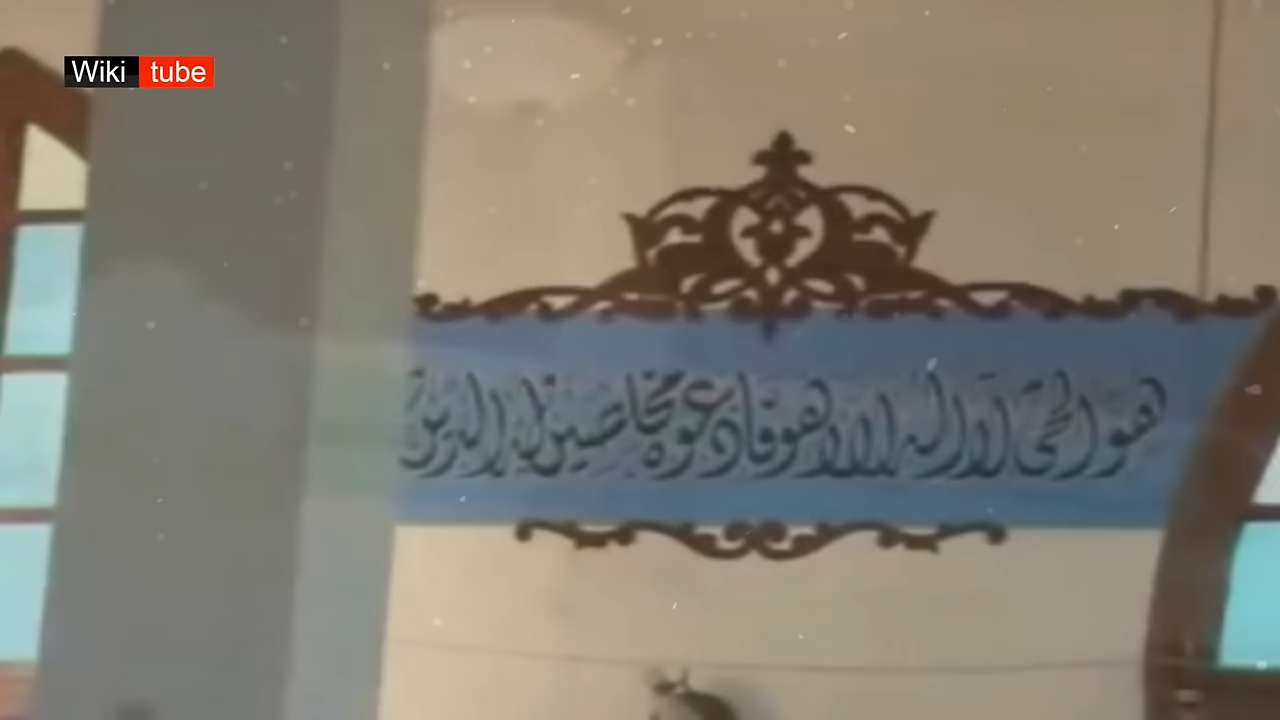 Wiki tube
هو الحي لا اله الا هو فادعوه مخلصين له الدين